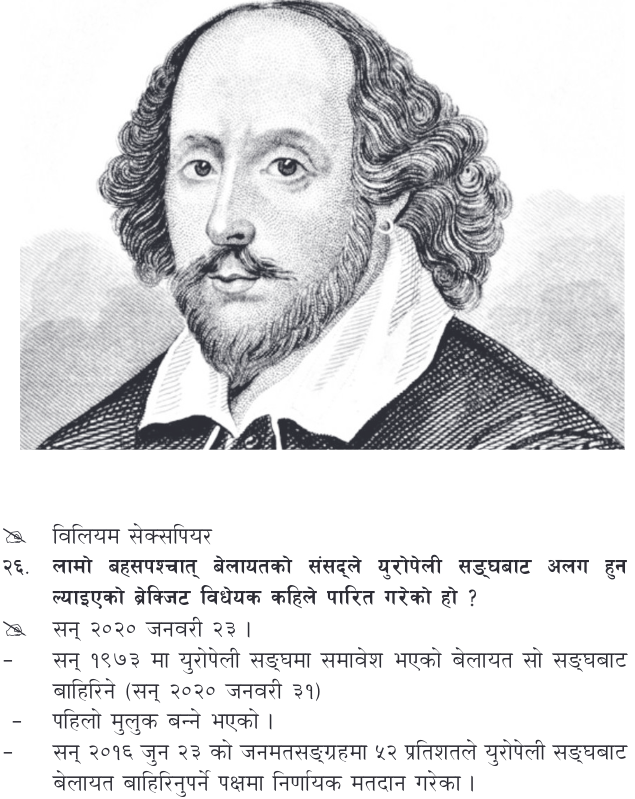 विलियम सेक्सपियर
२६. लामो बहसपश्चात् बेलायतको संसद्ले युरोपेली सङ्घबाट अलग हुन
ल्याइएको ब्रेक्जिट विधेयक कहिले पारित गरेको हो ?
सन् २०२० जनवरी २३ ।
- सन् १९७३ मा युरोपेली सङ्घमा समावेश भएको बेलायत सो सङ्घबाट
बाहिरिने (सन् २०२० जनवरी ३१)
- पहिलो मुलुक बन्ने भएको ।
- सन् २०१६ जुन २३ को जनमतसङ्ग्रहमा ५२ प्रतिशतले युरोपेली सङ्घबाट
बेलायत बाहिरिनुपर्ने पक्षमा निर्णायक मतदान गरेका ।